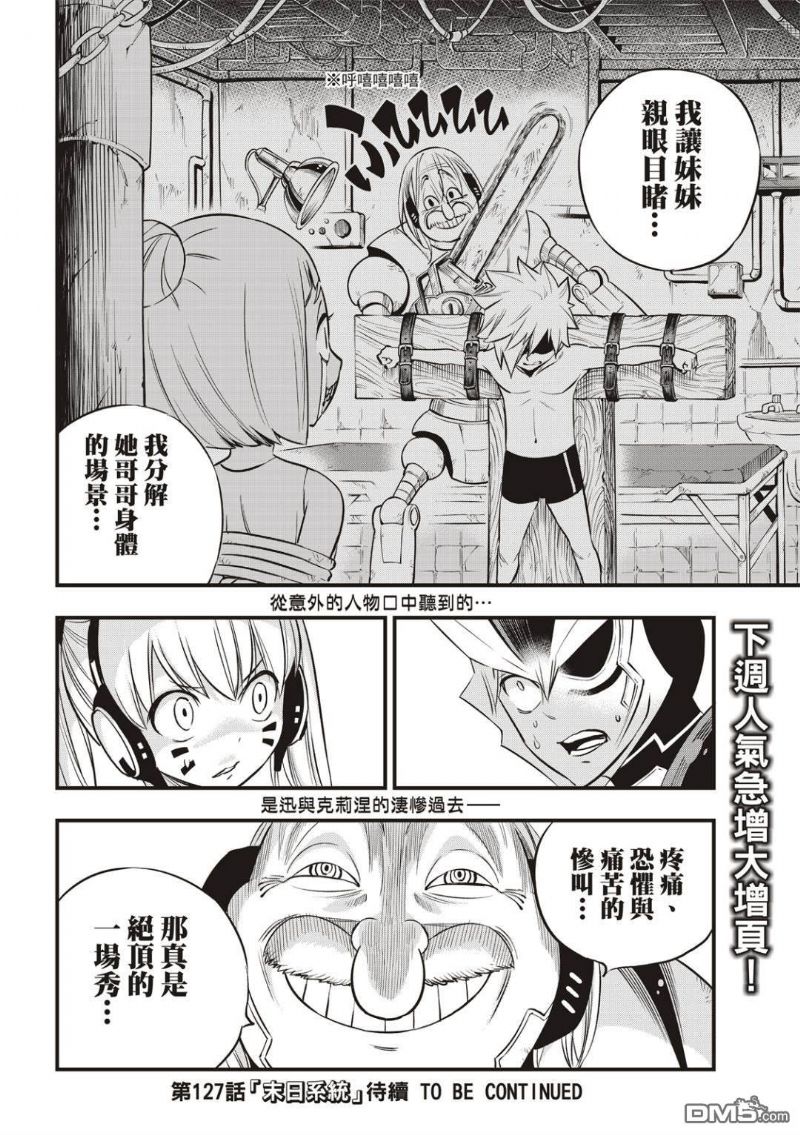 我讓妹妹
親眼目睹…
※呼嘻嘻嘻嘻
ふひひひひ
我分解
她哥哥身體
的場景…
從意外的人物口中聽到的…
是迅與克莉涅的淒慘過去——
疼痛、
恐懼與
痛苦的
慘叫…
那真是
絕頂的
一場秀…
下週人氣急增大增頁！
第127話「末日系統」待續 TO BE CONTINUED
DM5.com